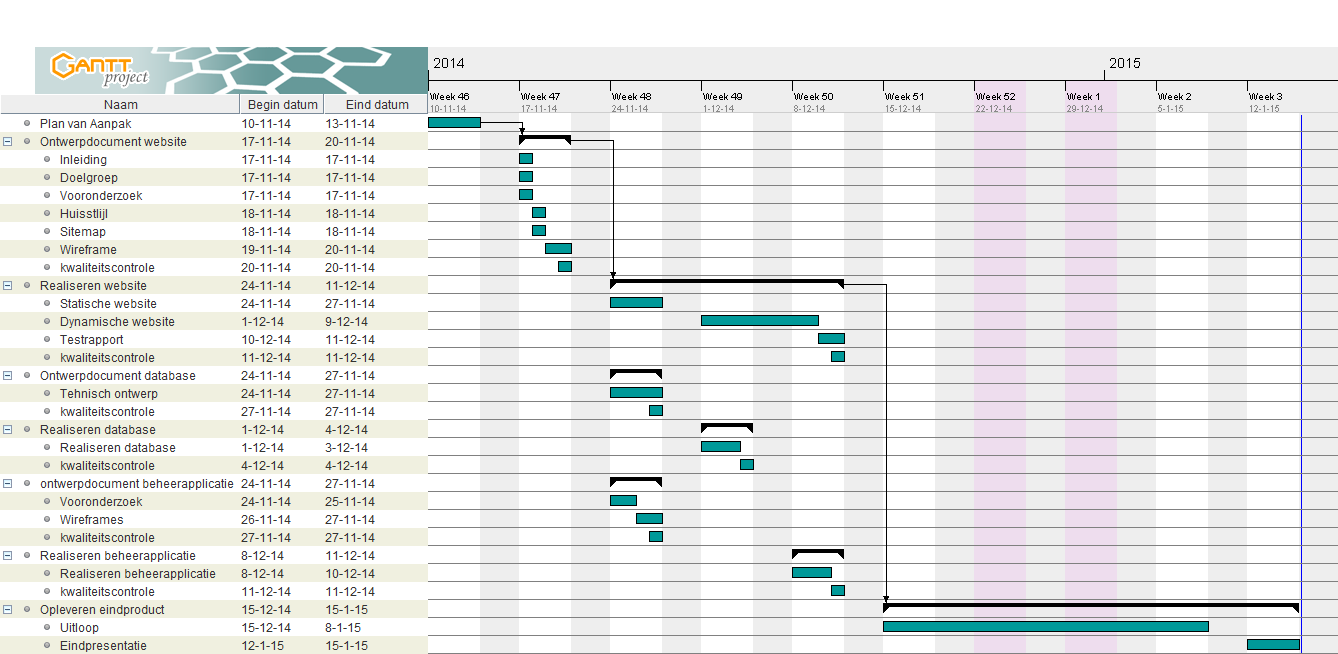 GANTT
project
2014 2015
Naam Begin datum Eind datum
Week 46 Week 47 Week 48 Week 49 Week 50 Week 51 Week 52 Week 1 Week 2 Week 3
10-11-14 17-11-14 24-11-14 1-12-14 8-12-14 15-12-14 22-12-14 29-12-14 5-1-15 12-1-15
Plan van Aanpak 10-11-14 13-11-14
Ontwerpdocument website 17-11-14 20-11-14
Inleiding 17-11-14 17-11-14
Doelgroep 17-11-14 17-11-14
Vooronderzoek 17-11-14 17-11-14
Huisstlijl 18-11-14 18-11-14
Sitemap 18-11-14 18-11-14
Wireframe 19-11-14 20-11-14
kwaliteitscontrole 20-11-14 20-11-14
Realiseren website 24-11-14 11-12-14
Statische website 24-11-14 27-11-14
Dynamische website 1-12-14 9-12-14
Testrapport 10-12-14 11-12-14
kwaliteitscontrole 11-12-14 11-12-14
Ontwerpdocument database 24-11-14 27-11-14
Tehnisch ontwerp 24-11-14 27-11-14
kwaliteitscontrole 27-11-14 27-11-14
Realiseren database 1-12-14 4-12-14
Realiseren database 1-12-14 3-12-14
kwaliteitscontrole 4-12-14 4-12-14
ontwerpdocument beheerapplicatie 24-11-14 27-11-14
Vooronderzoek 24-11-14 25-11-14
Wireframes 26-11-14 27-11-14
kwaliteitscontrole 27-11-14 27-11-14
Realiseren beheerapplicatie 8-12-14 11-12-14
Realiseren beheerapplicatie 8-12-14 10-12-14
kwaliteitscontrole 11-12-14 11-12-14
Opleveren eindproduct 15-12-14 15-1-15
Uitloop 15-12-14 8-1-15
Eindpresentatie 12-1-15 15-1-15